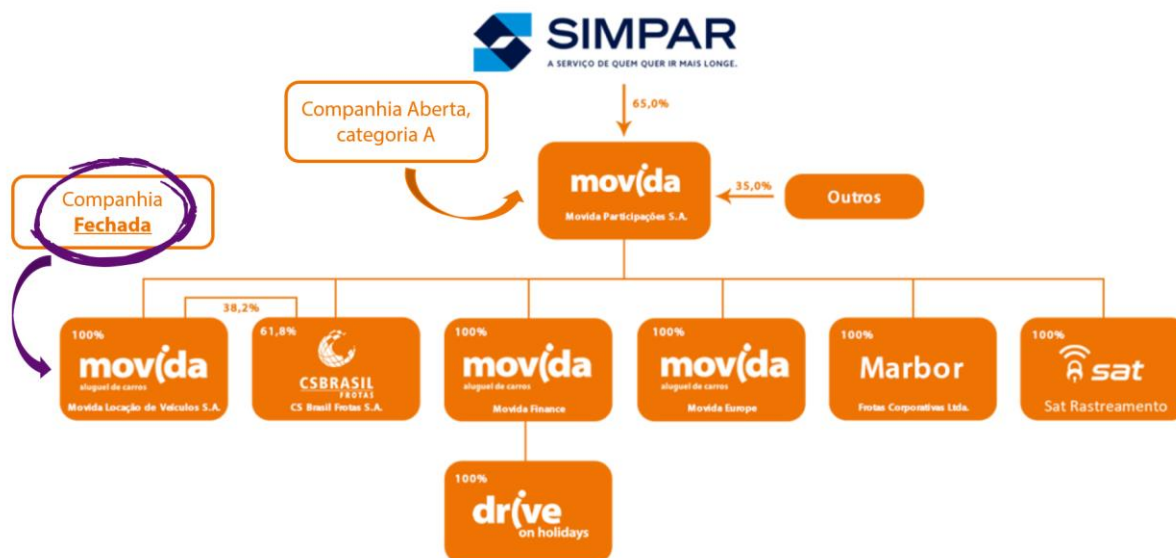 SIMPAR
A SERVIÇO DE QUEM QUER IR MAIS LONGE.
65,0%
Companhia Aberta,
categoria A
movida
Movida Participações S.A.
35,0%
Outros
Companhia
Fechada
38,2%
100%
movida
aluguel de carros
Movida Locação de Veículos S.A.
61,8%
CSBRASIL
FROTAS
CS Brasil Frotas S.A.
100%
movida
aluguel de carros
Movida Finance
100%
movida
aluguel de carros
Movida Europe
100%
Marbor
Frotas Corporativas Ltda.
100%
sat
Sat Rastreamento
100%
drive
on holidays